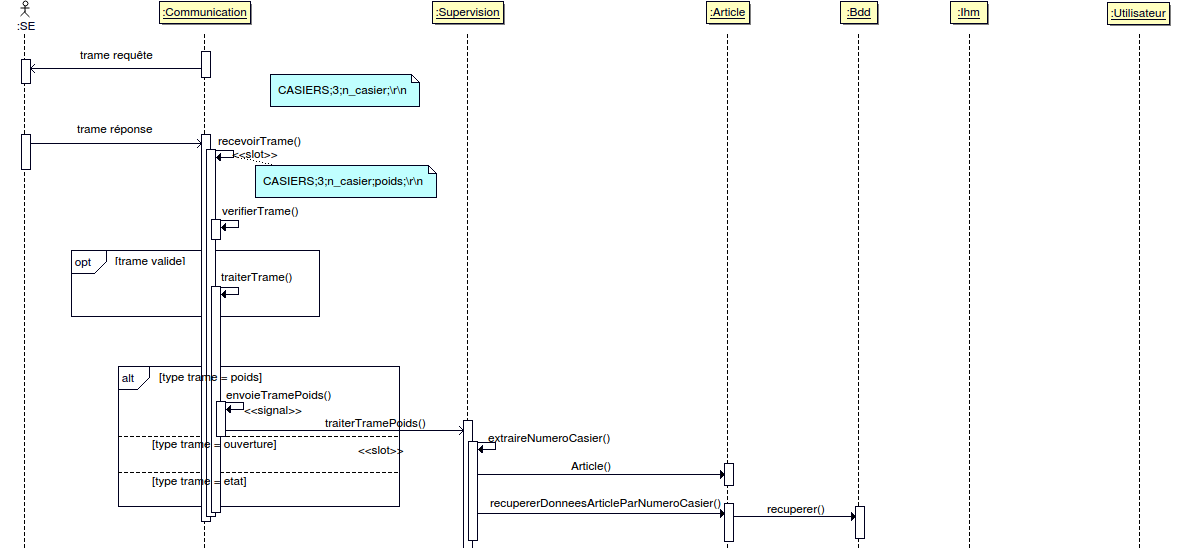 :SE
:Communication
:Supervision
:Article
:Bdd
:Ihm
:Utilisateur
trame requête
CASIERS;3;n_casier;\r\n
trame réponse
recevoirTrame()
<<slot>>
CASIERS;3;n_casier;poids;\r\n
verifierTrame()
opt
[trame valide]
traiterTrame()
alt
[type trame = poids]
envoieTramePoids()
<<signal>>
traiterTramePoids()
[type trame = ouverture]
<<slot>>
extraireNumeroCasier()
Article()
[type trame = etat]
recupererDonneesArticleParNumeroCasier()
recuperer()